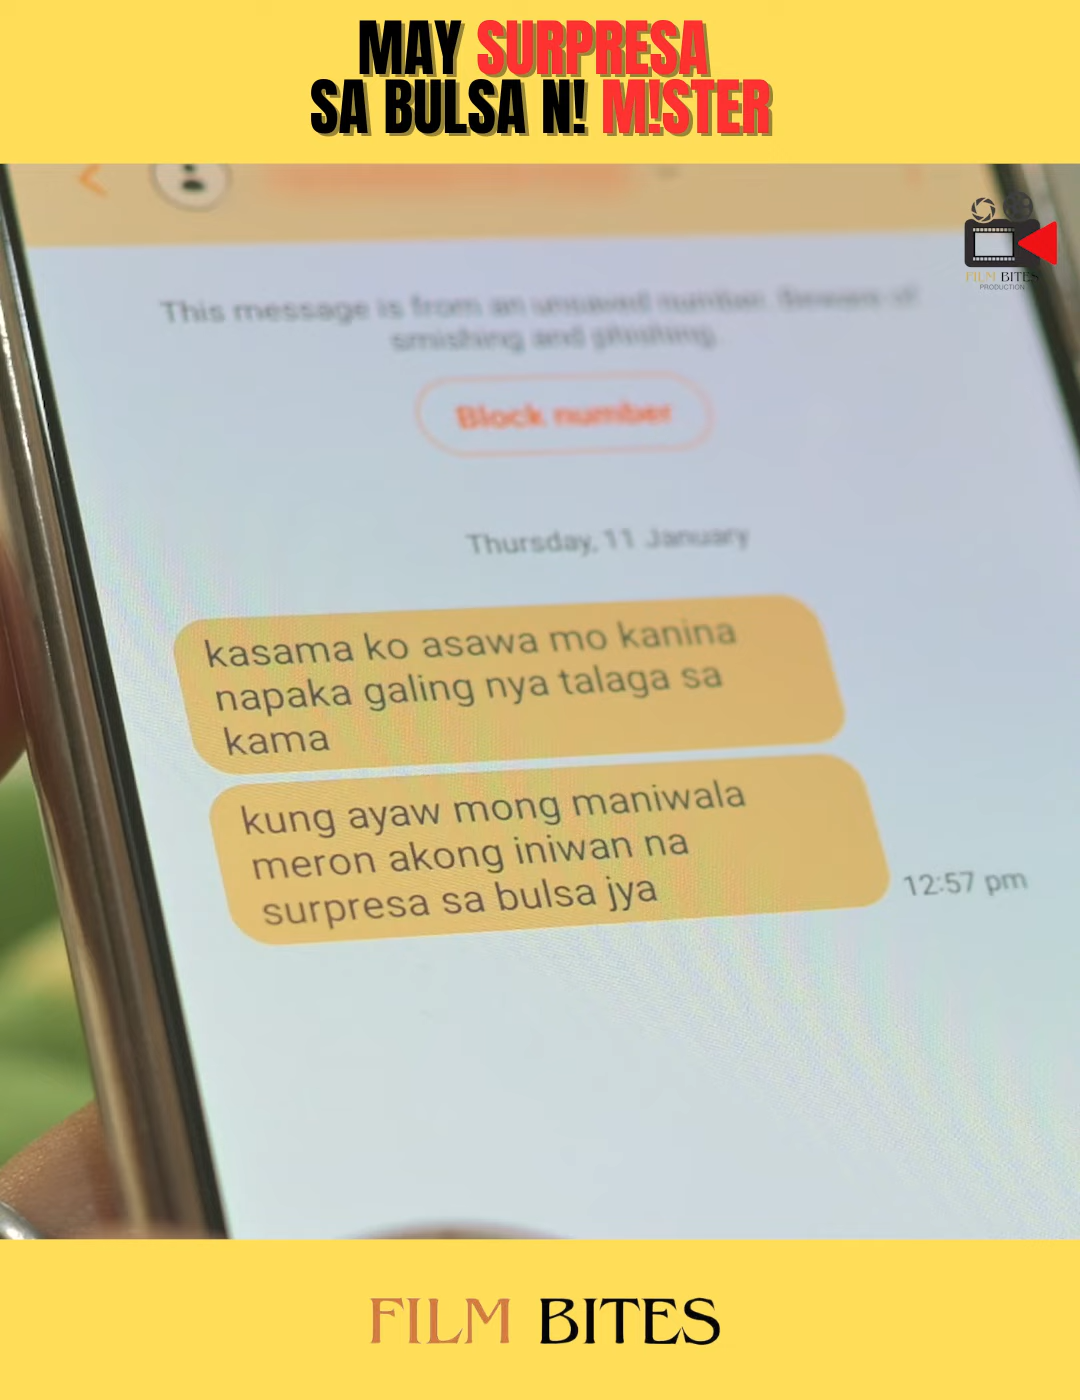 MAY SURPRESA
SA BULSA N! M!STER
FILM BITES
PRODUCTION
This message is from an unsaved number. Beware of
smishing and phishing.
Block number
Thursday, 11 January
kasama ko asawa mo kanina
napaka galing nya talaga sa
kama
kung ayaw mong maniwala
meron akong iniwan na
surpresa sa bulsa jya
12:57 pm
FILM BITES